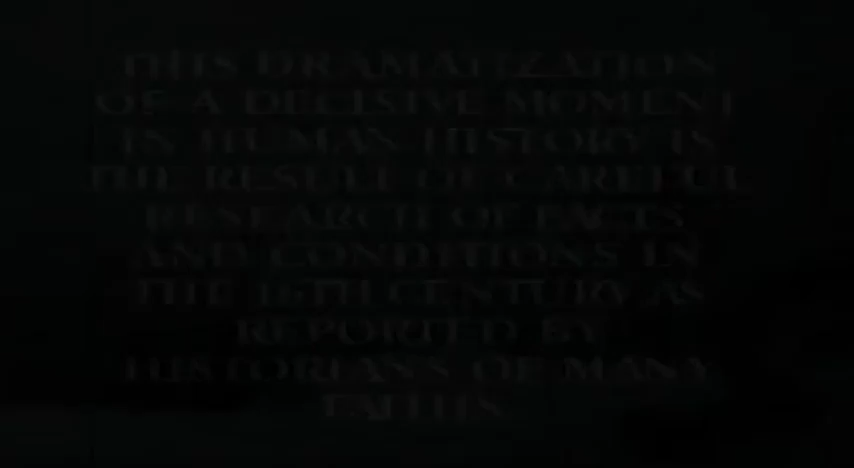 THIS DRAMATIZATION
OF A DECISIVE MOMENT
IN HUMAN HISTORY IS
THE RESULT OF CAREFUL
RESEARCH OF FACTS
AND CONDITIONS IN
THE 16TH CENTURY AS
REPORTED BY
HISTORIANS OF MANY
FAITHS